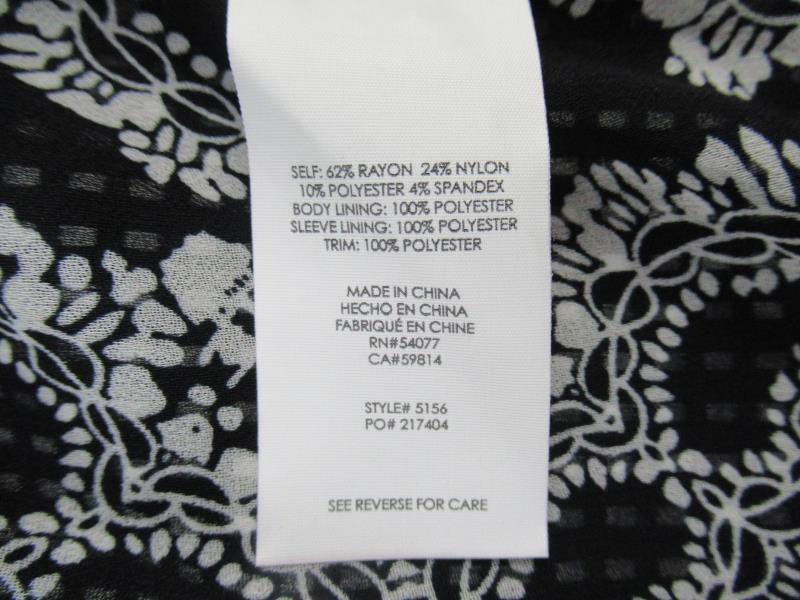 SELF: 62% RAYON 24% NYLON
10% POLYESTER 4% SPANDEX
BODY LINING: 100% POLYESTER
SLEEVE LINING: 100% POLYESTER
TRIM: 100% POLYESTER
MADE IN CHINA
HECHO EN CHINA
FABRIQUÉ EN CHINE
RN#54077
CA#59814
STYLE# 5156
PO# 217404
SEE REVERSE FOR CARE